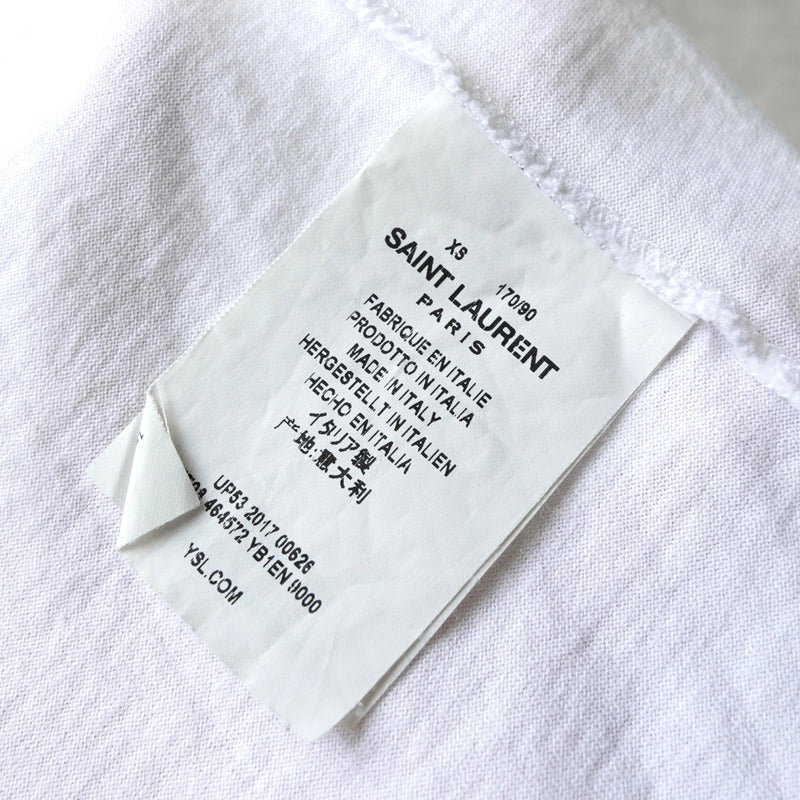 XS 170/90
SAINT LAURENT
PARIS
FABRIQUE EN ITALIE
PRODOTTO IN ITALIA
MADE IN ITALY
HERGESTELLT IN ITALIEN
HECHO EN ITALIA
イタリア製
产地:意大利
UP53 2017 00626
464572 YB1EN 9000
YSL.COM